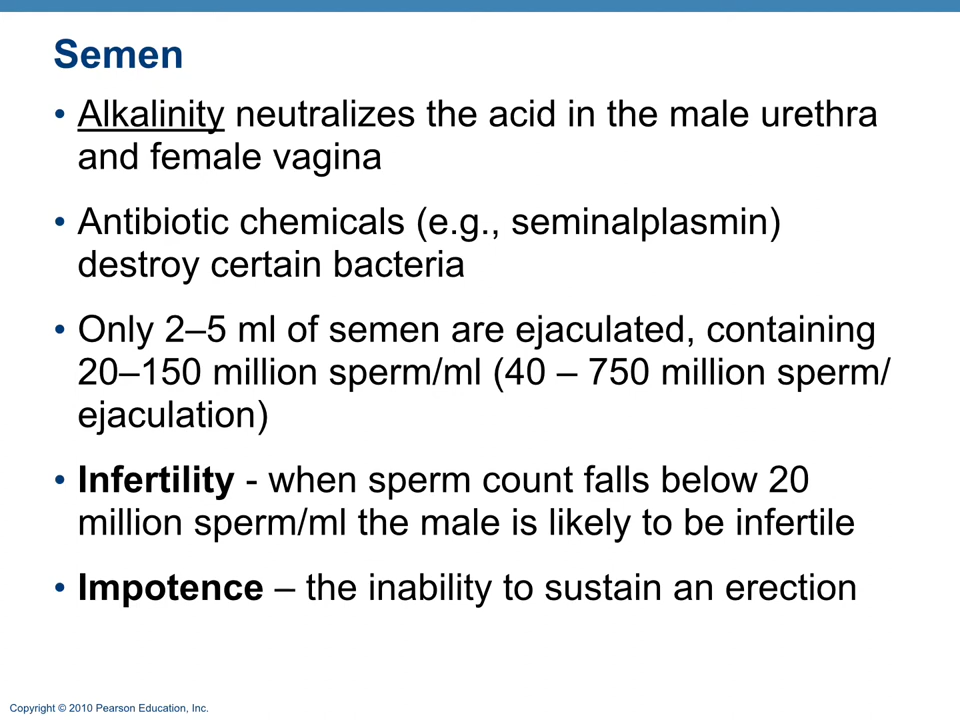 Semen
• Alkalinity neutralizes the acid in the male urethra
and female vagina
• Antibiotic chemicals (e.g., seminalplasmin)
destroy certain bacteria
• Only 2–5 ml of semen are ejaculated, containing
20–150 million sperm/ml (40 – 750 million sperm/
ejaculation)
• Infertility - when sperm count falls below 20
million sperm/ml the male is likely to be infertile
• Impotence – the inability to sustain an erection
Copyright © 2010 Pearson Education, Inc.